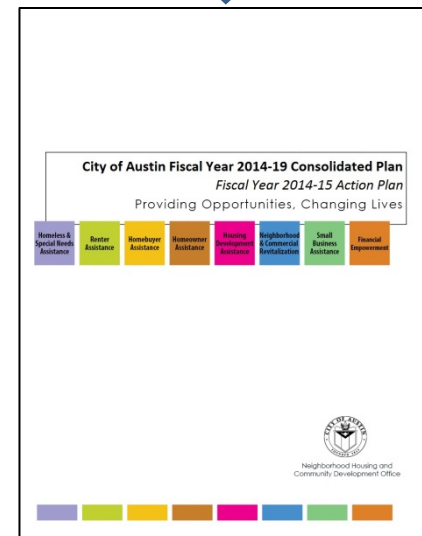 City of Austin Fiscal Year 2014-19 Consolidated Plan
Fiscal Year 2014-15 Action Plan
Providing Opportunities, Changing Lives
Homeless &
Special Needs
Assistance
Renter
Assistance
Homebuyer
Assistance
Homeowner
Assistance
Housing
Development
Assistance
Neighborhood
& Commercial
Revitalization
Small
Business
Assistance
Financial
Empowerment
CITY OF AUSTIN
Neighborhood Housing and
Community Development Office